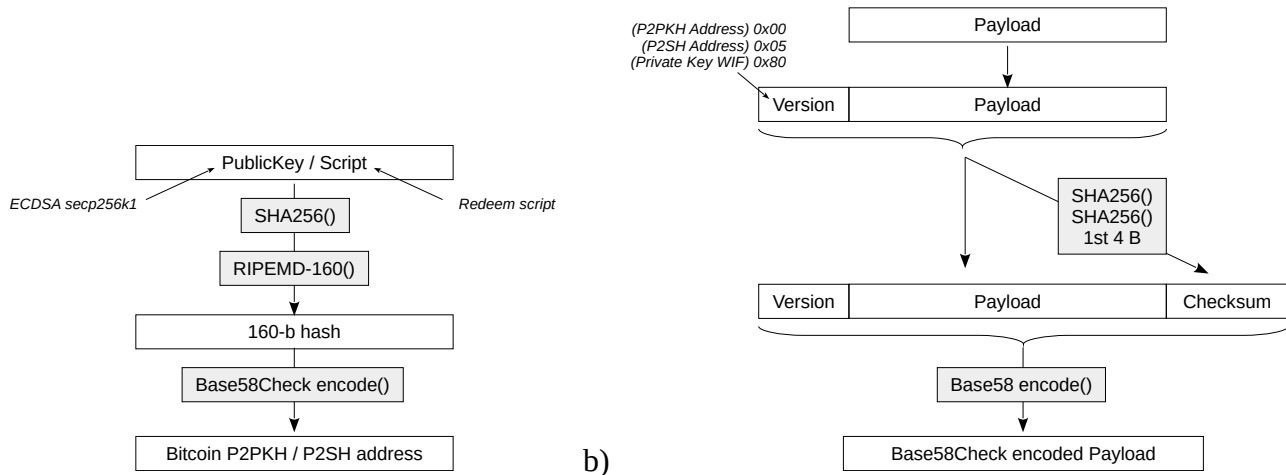 PublicKey / Script
ECDSA secp256k1
Redeem script
SHA256()
RIPEMD-160()
160-b hash
Base58Check encode()
Bitcoin P2PKH / P2SH address
b)
(P2PKH Address) 0x00
(P2SH Address) 0x05
(Private Key WIF) 0x80
Payload
Version
Payload
SHA256()
SHA256()
1st 4 B
Version
Payload
Checksum
Base58 encode()
Base58Check encoded Payload